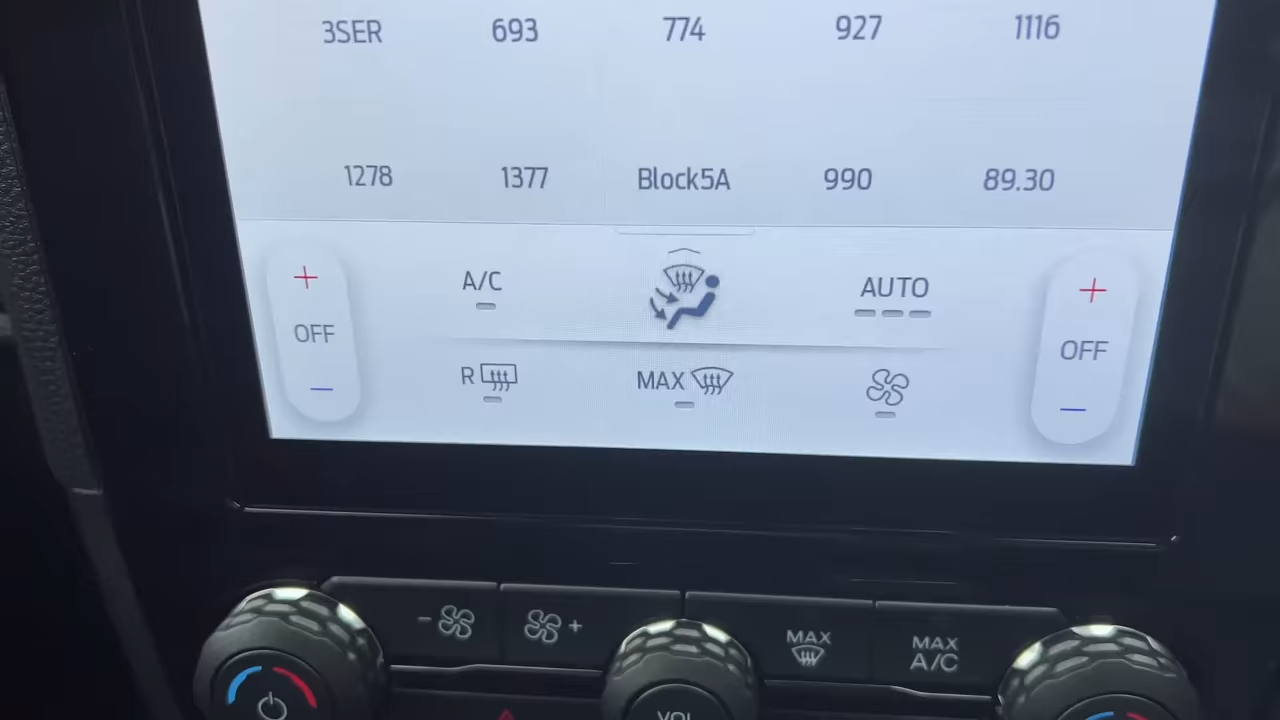 3SER 693 774 927 1116
1278 1377 Block5A 990 89.30
+ A/C AUTO +
OFF OFF
R MAX
− −
− + MAX MAX
A/C
VOL